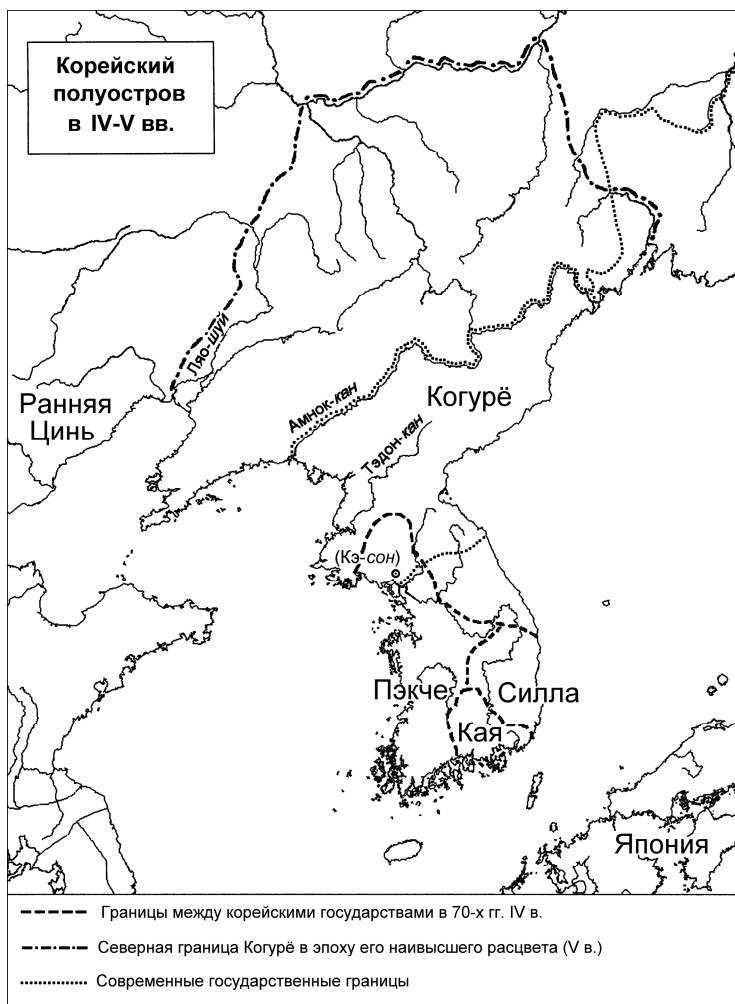 Корейский
полуостров
в IV-V вв.
Ляо-шуй
Ранняя
Цинь
Амнок-кан
Когурё
Тэдон-кан
(Кэ-сон)
Пэкче
Силла
Кая
Япония
Границы между корейскими государствами в 70-х гг. IV в.
Северная граница Когурё в эпоху его наивысшего расцвета (V в.)
Современные государственные границы